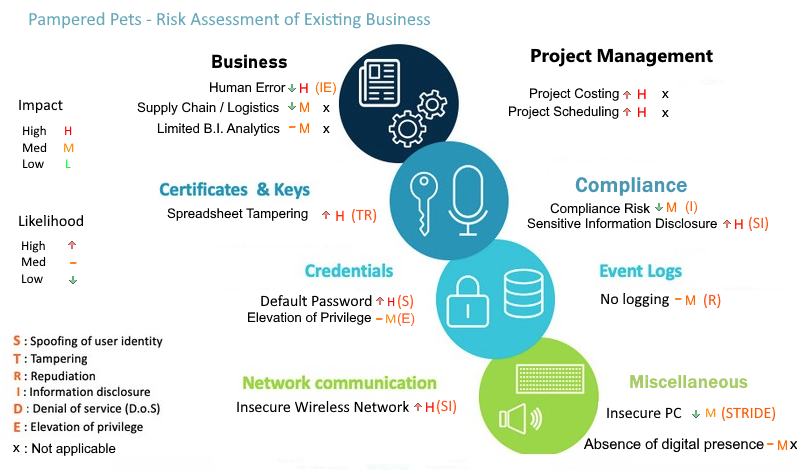 Pampered Pets - Risk Assessment of Existing Business
Business
Human Error ↓ H (IE)
Supply Chain / Logistics ↓ M x
Limited B.I. Analytics – M x
Project Management
Project Costing ↑ H x
Project Scheduling ↑ H x
Impact
High H
Med M
Low L
Certificates & Keys
Spreadsheet Tampering ↑ H (TR)
Compliance
Compliance Risk ↓ M (I)
Sensitive Information Disclosure ↑ H (SI)
Likelihood
High ↑
Med –
Low ↓
Credentials
Default Password ↑ H (S)
Elevation of Privilege – M (E)
Event Logs
No logging – M (R)
S : Spoofing of user identity
T : Tampering
R : Repudiation
I : Information disclosure
D : Denial of service (D.o.S)
E : Elevation of privilege
x : Not applicable
Network communication
Insecure Wireless Network ↑ H (SI)
Miscellaneous
Insecure PC ↓ M (STRIDE)
Absence of digital presence – M x